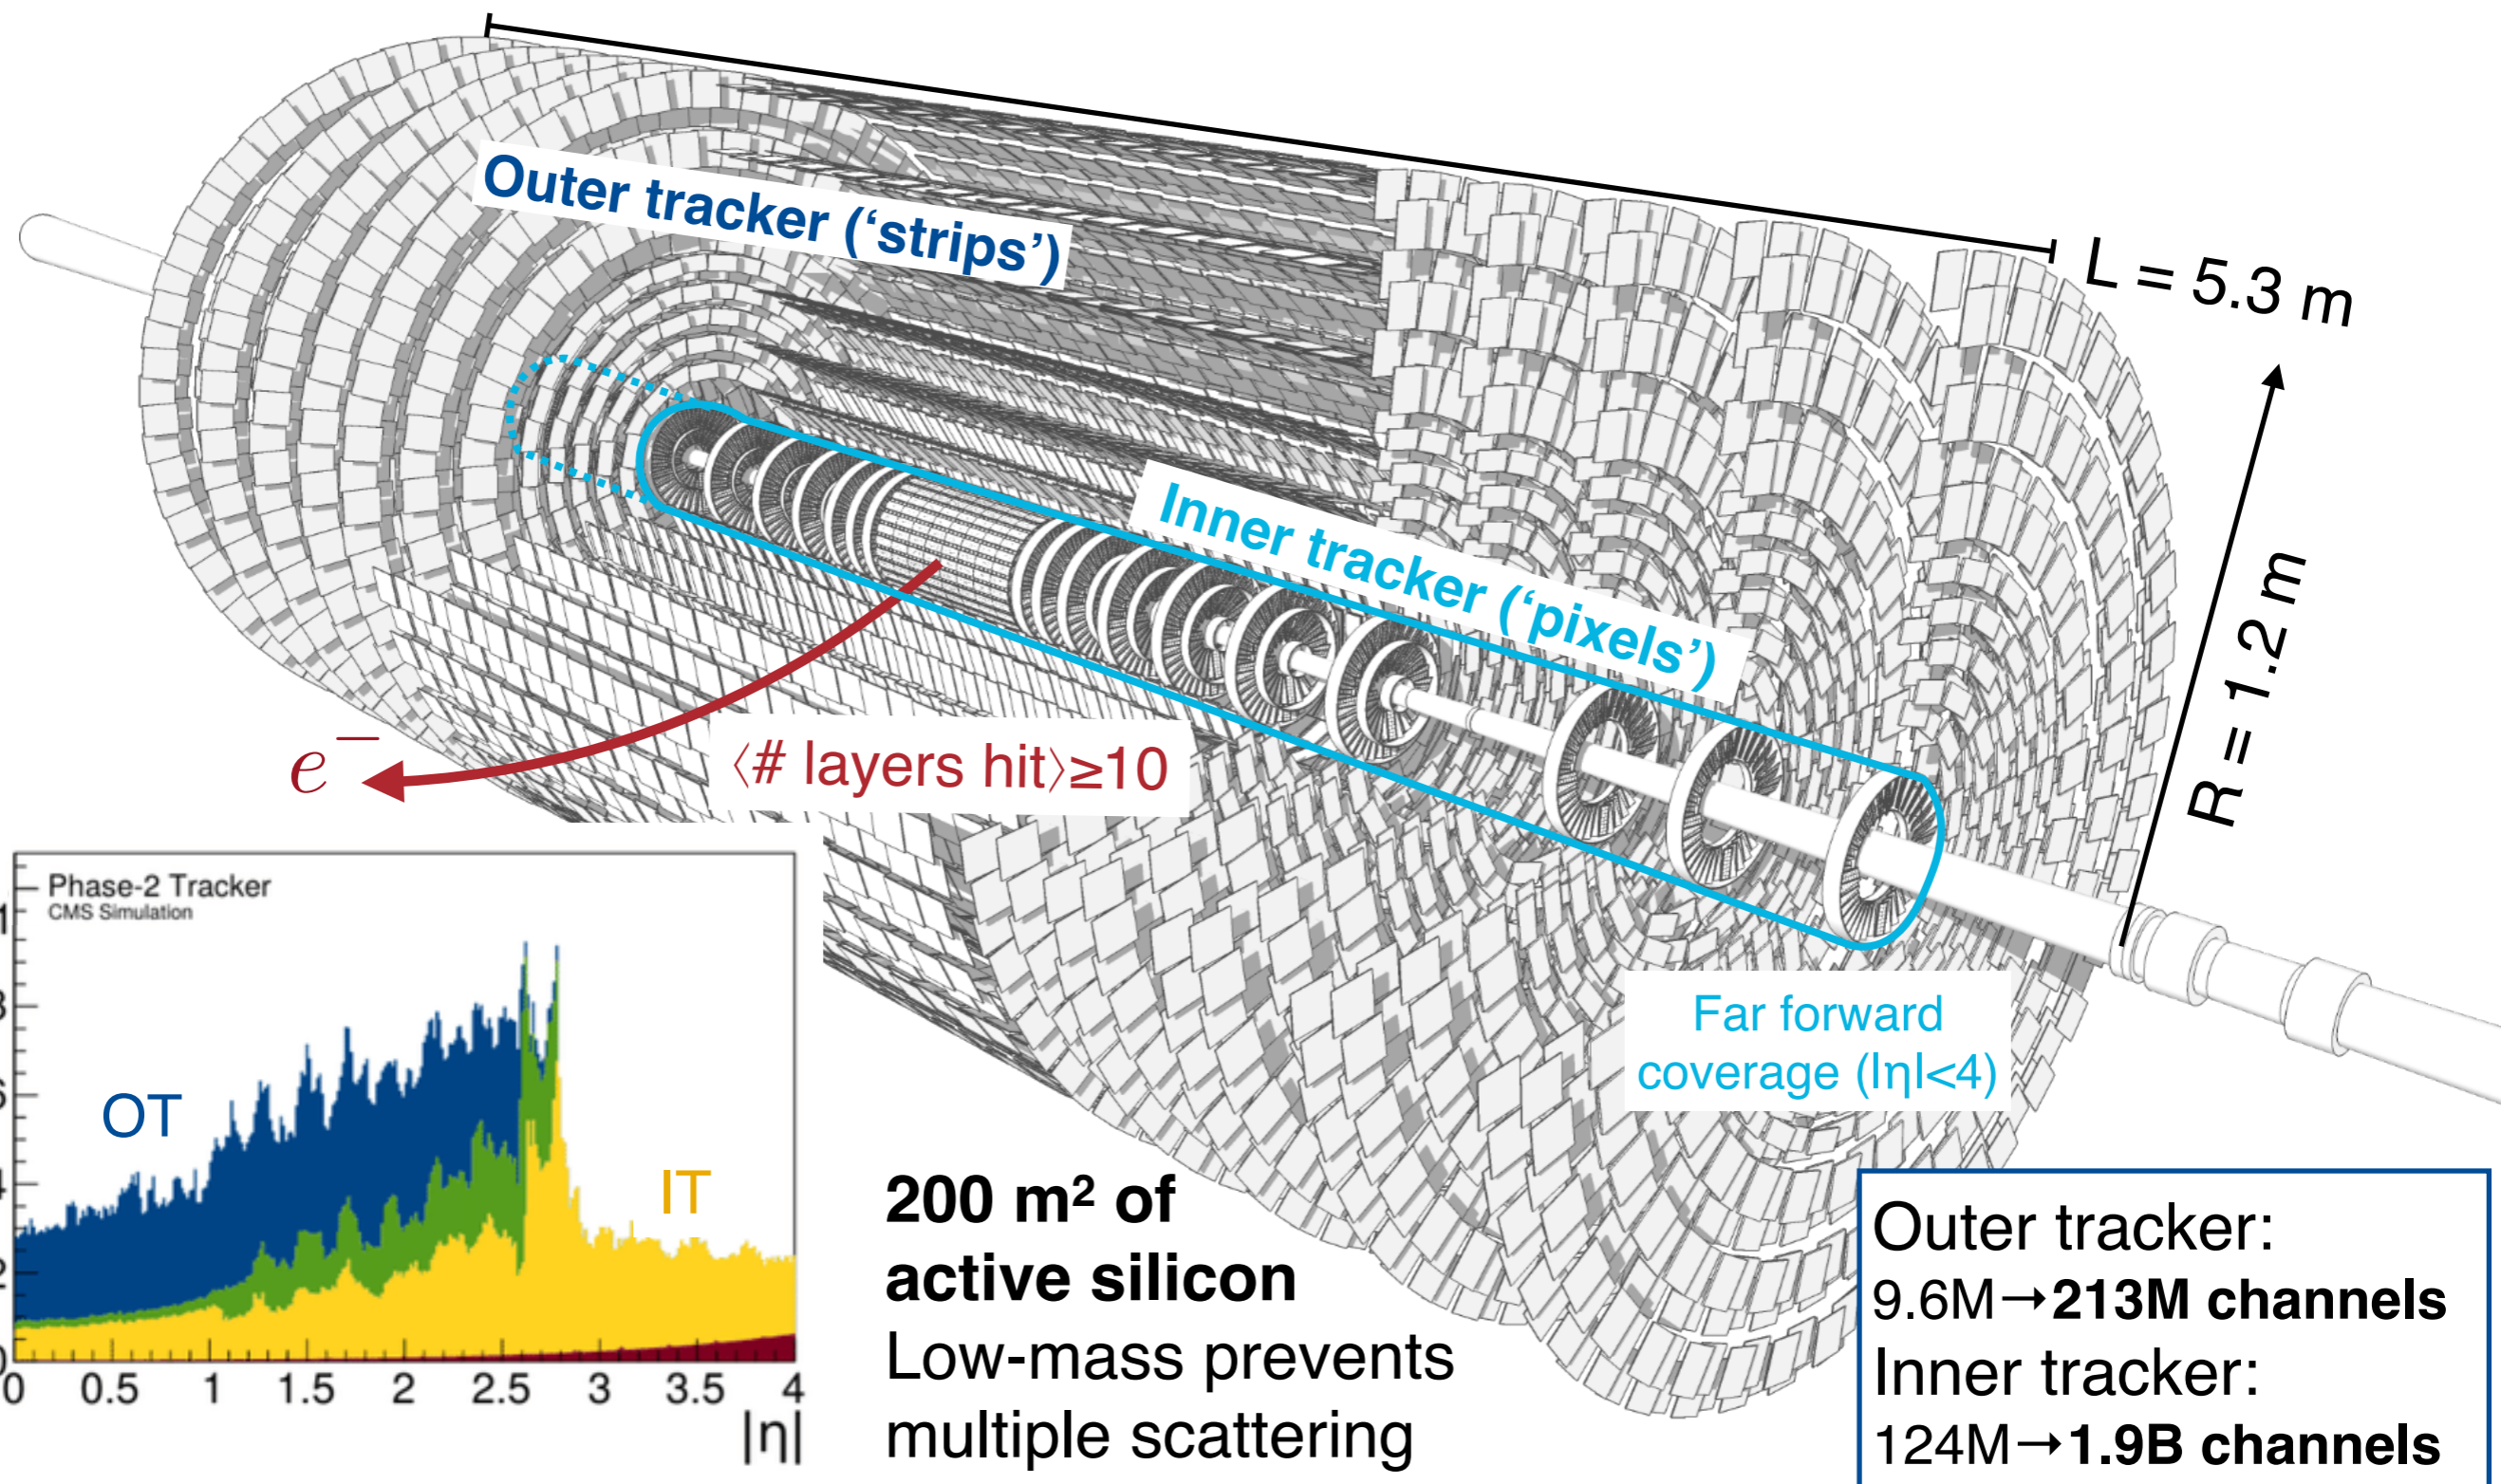 Outer tracker (‘strips’)
L = 5.3 m
R = 1.2 m
Inner tracker (‘pixels’)
e⁻
⟨# layers hit⟩≥10
Far forward
coverage (|η|<4)
Phase-2 Tracker
CMS Simulation
OT
IT
0 0.5 1 1.5 2 2.5 3 3.5 4
|η|
200 m² of
active silicon
Low-mass prevents
multiple scattering
Outer tracker:
9.6M→213M channels
Inner tracker:
124M→1.9B channels